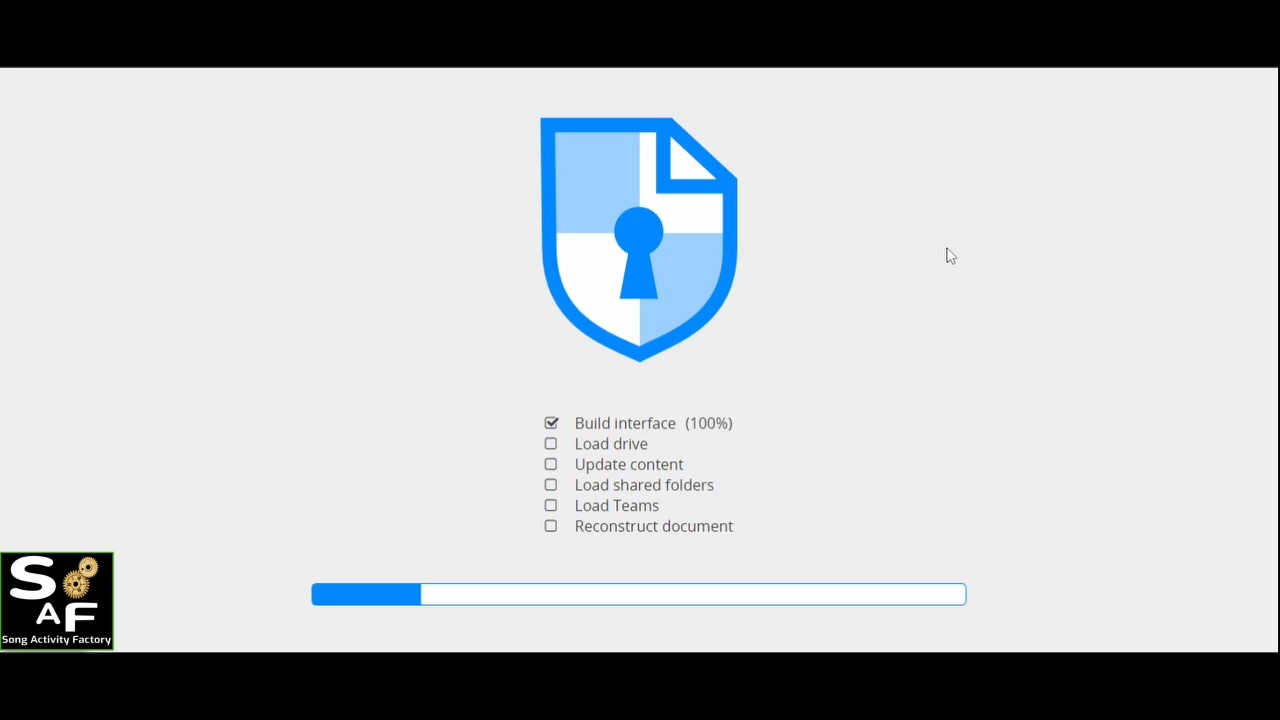 Build interface (100%)
Load drive
Update content
Load shared folders
Load Teams
Reconstruct document
S
AF
Song Activity Factory